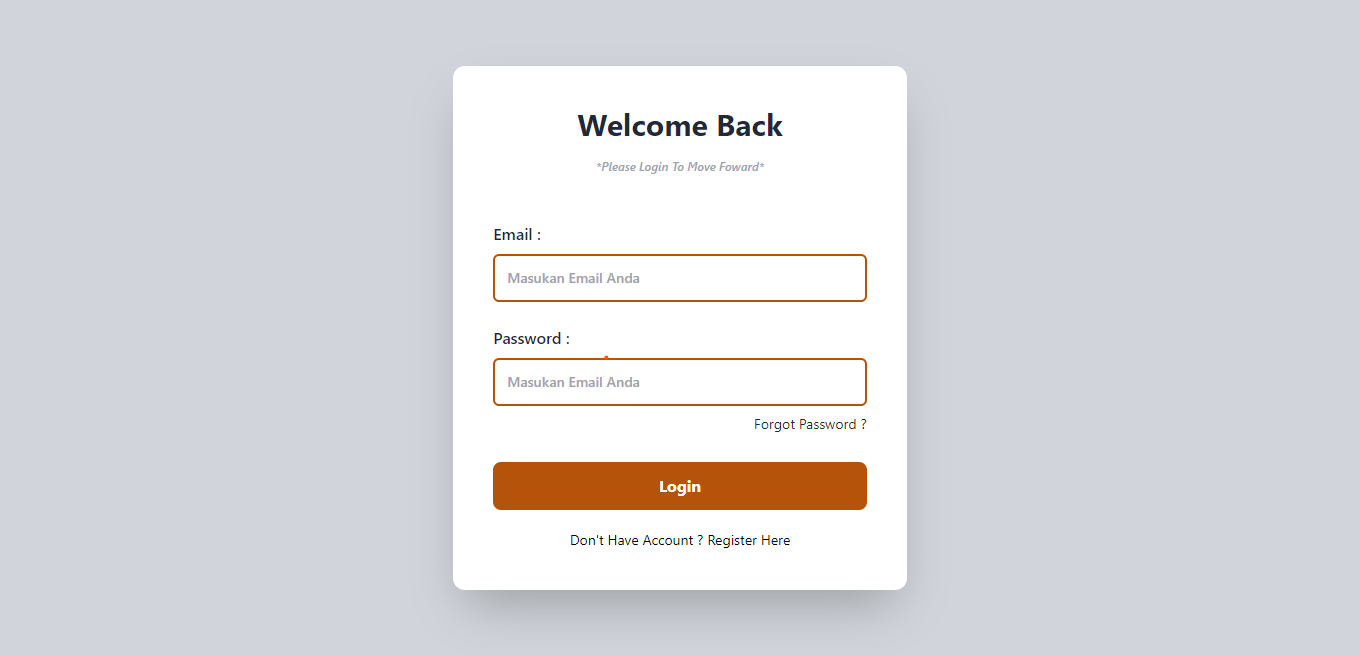 Welcome Back
*Please Login To Move Foward*
Email :
Masukan Email Anda
Password :
Masukan Email Anda
Forgot Password ?
Login
Don't Have Account ? Register Here